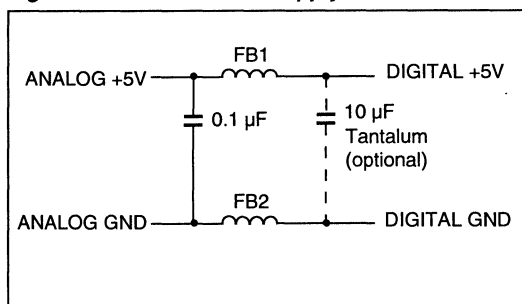 FB1
ANALOG +5V
DIGITAL +5V
0.1 µF
10 µF
Tantalum
(optional)
FB2
ANALOG GND
DIGITAL GND